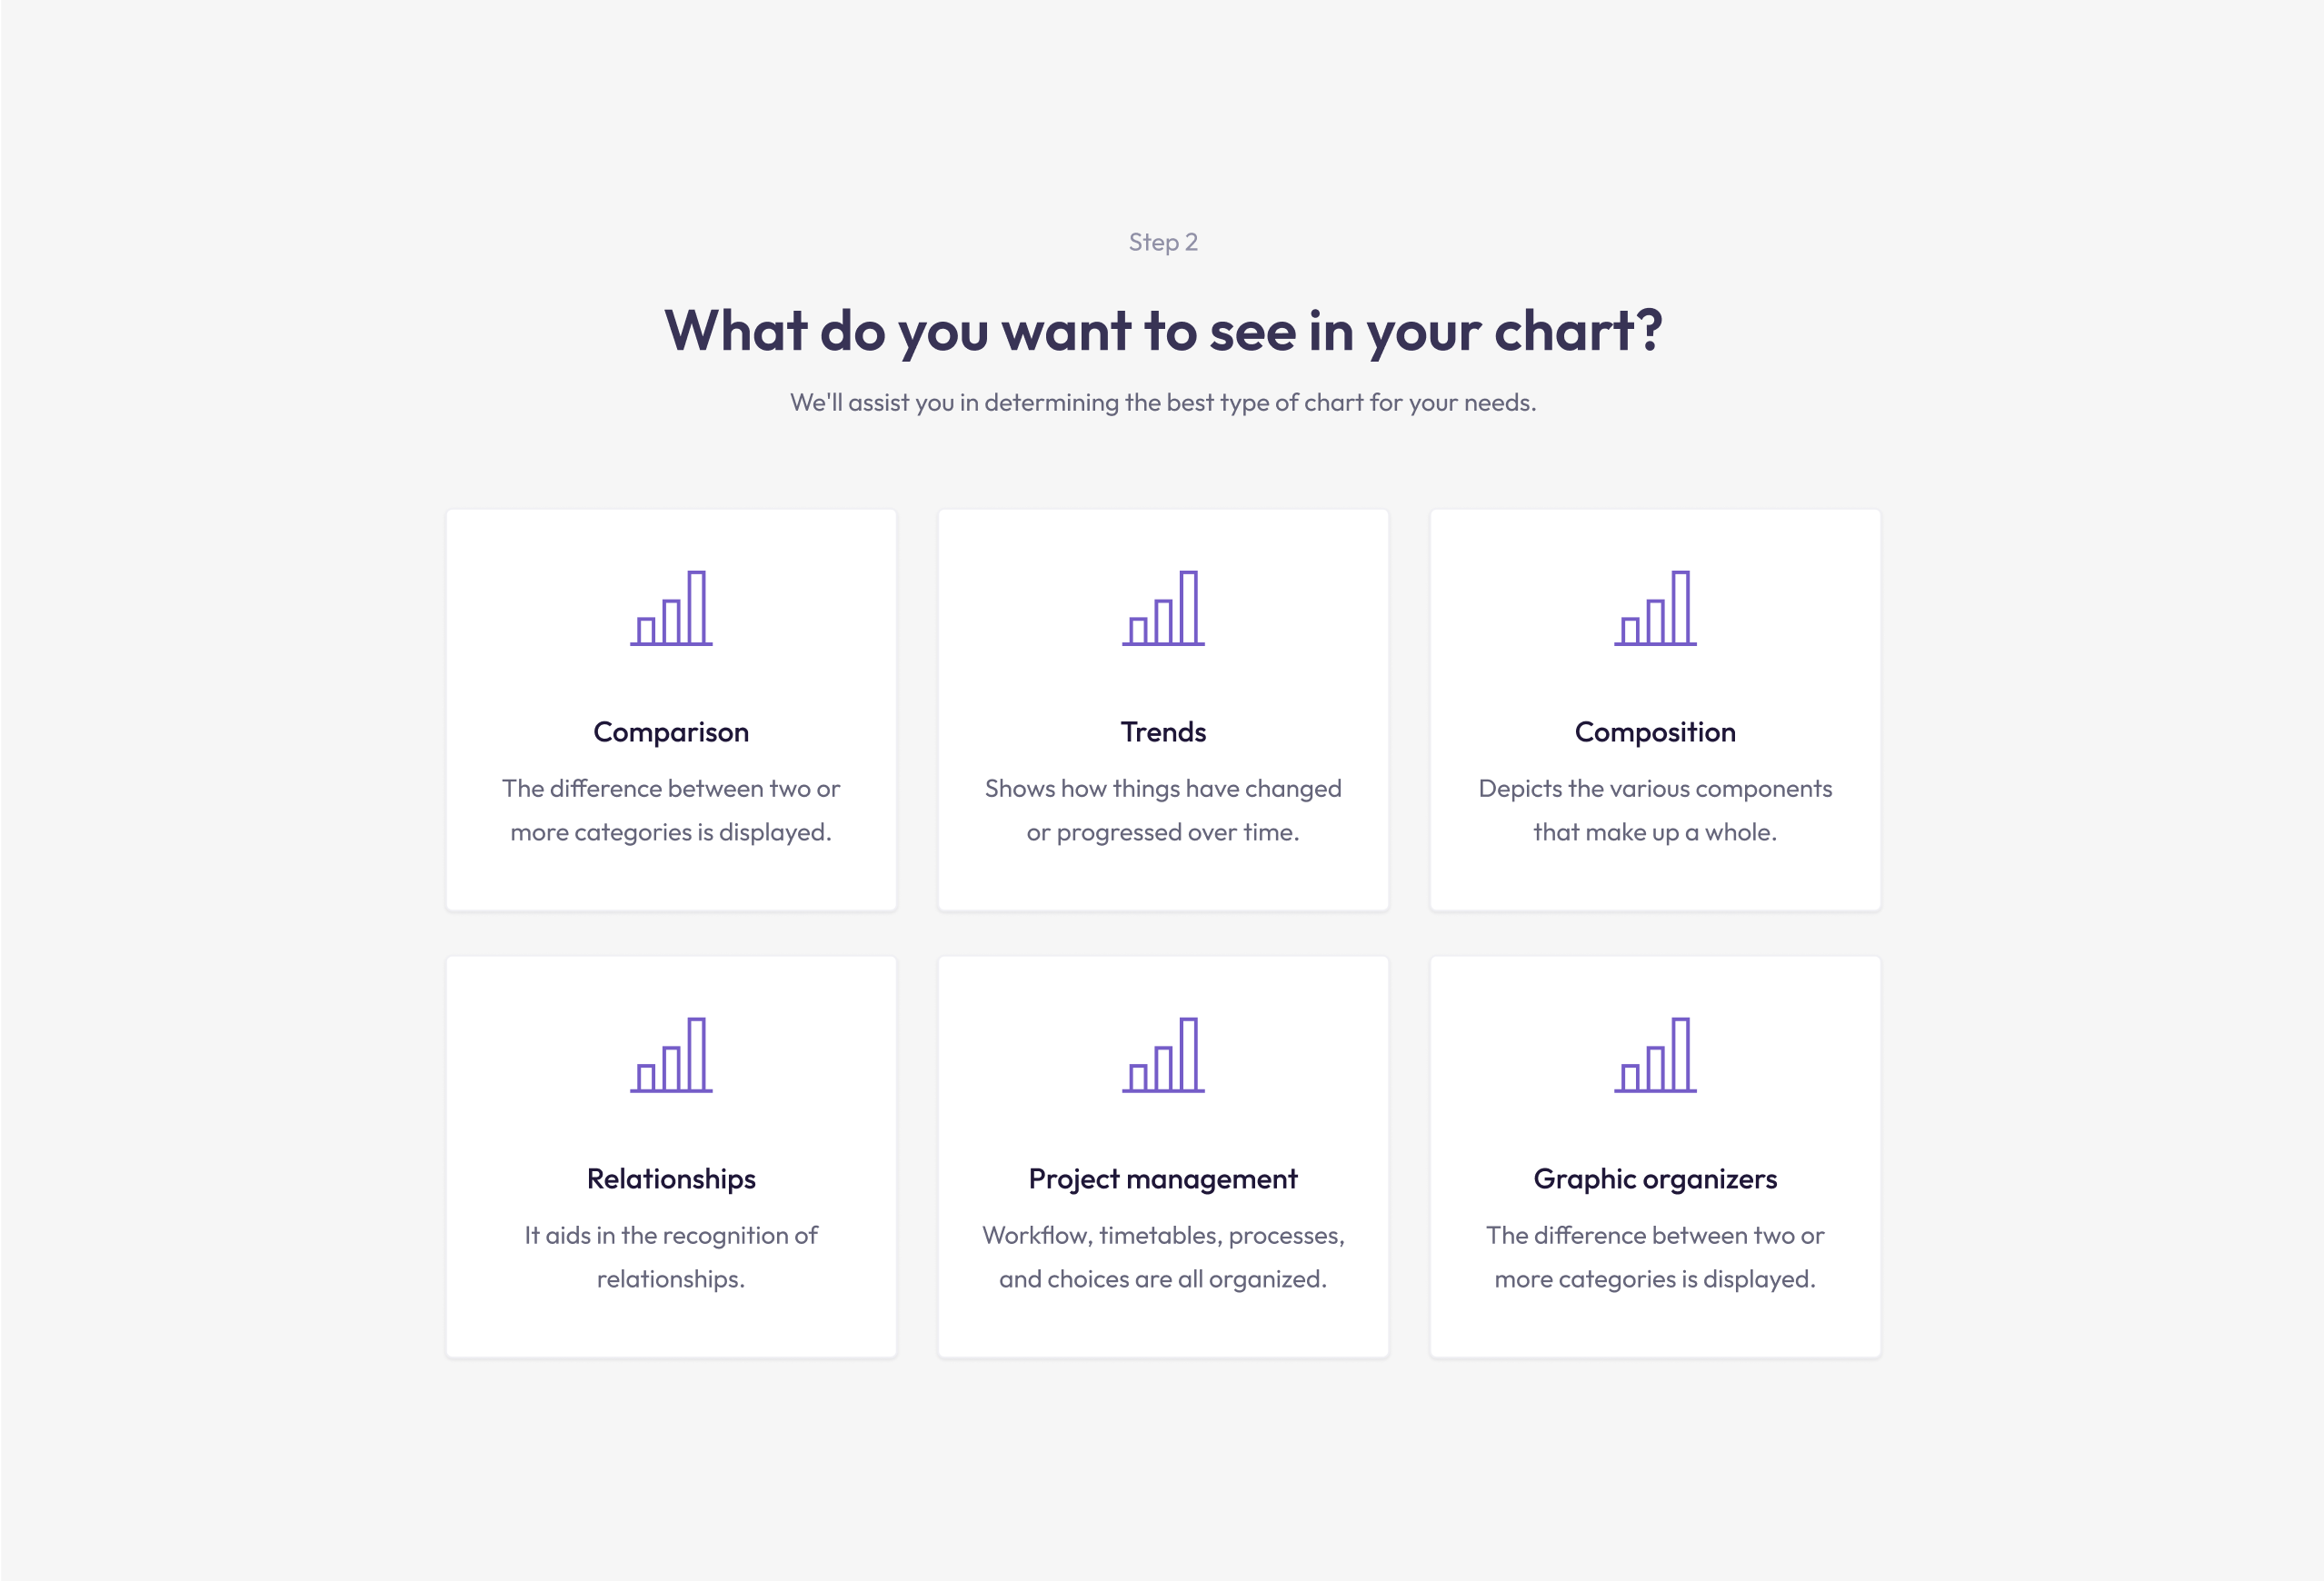 Step 2
What do you want to see in your chart?
We'll assist you in determining the best type of chart for your needs.
Comparison
The difference between two or
more categories is displayed.
Trends
Shows how things have changed
or progressed over time.
Composition
Depicts the various components
that make up a whole.
Relationships
It aids in the recognition of
relationships.
Project management
Workflow, timetables, processes,
and choices are all organized.
Graphic organizers
The difference between two or
more categories is displayed.